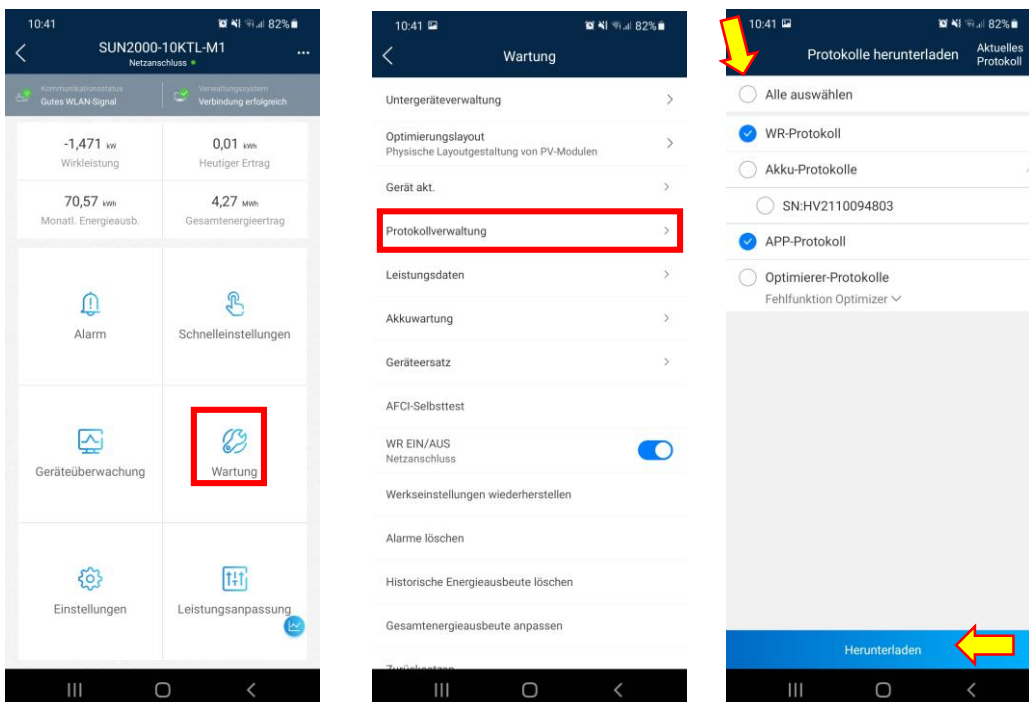 10:41
82%
SUN2000-10KTL-M1
Netzanschluss
Kommunikationsstatus
Gutes WLAN-Signal
Verwaltungssystem
Verbindung erfolgreich
-1,471 kW
Wirkleistung
0,01 kWh
Heutiger Ertrag
70,57 kWh
Monatl. Energieausb.
4,27 MWh
Gesamtenergieertrag
Alarm
Schnelleinstellungen
Geräteüberwachung
Wartung
Einstellungen
Leistungsanpassung
10:41
82%
Wartung
Untergeräteverwaltung
Optimierungslayout
Physische Layoutgestaltung von PV-Modulen
Gerät akt.
Protokollverwaltung
Leistungsdaten
Akkuwartung
Geräteersatz
AFCI-Selbsttest
WR EIN/AUS
Netzanschluss
Werkseinstellungen wiederherstellen
Alarme löschen
Historische Energieausbeute löschen
Gesamtenergieausbeute anpassen
Zurücksetzen
10:41
82%
Protokolle herunterladen
Aktuelles
Protokoll
Alle auswählen
WR-Protokoll
Akku-Protokolle
SN:HV2110094803
APP-Protokoll
Optimierer-Protokolle
Fehlfunktion Optimizer
Herunterladen